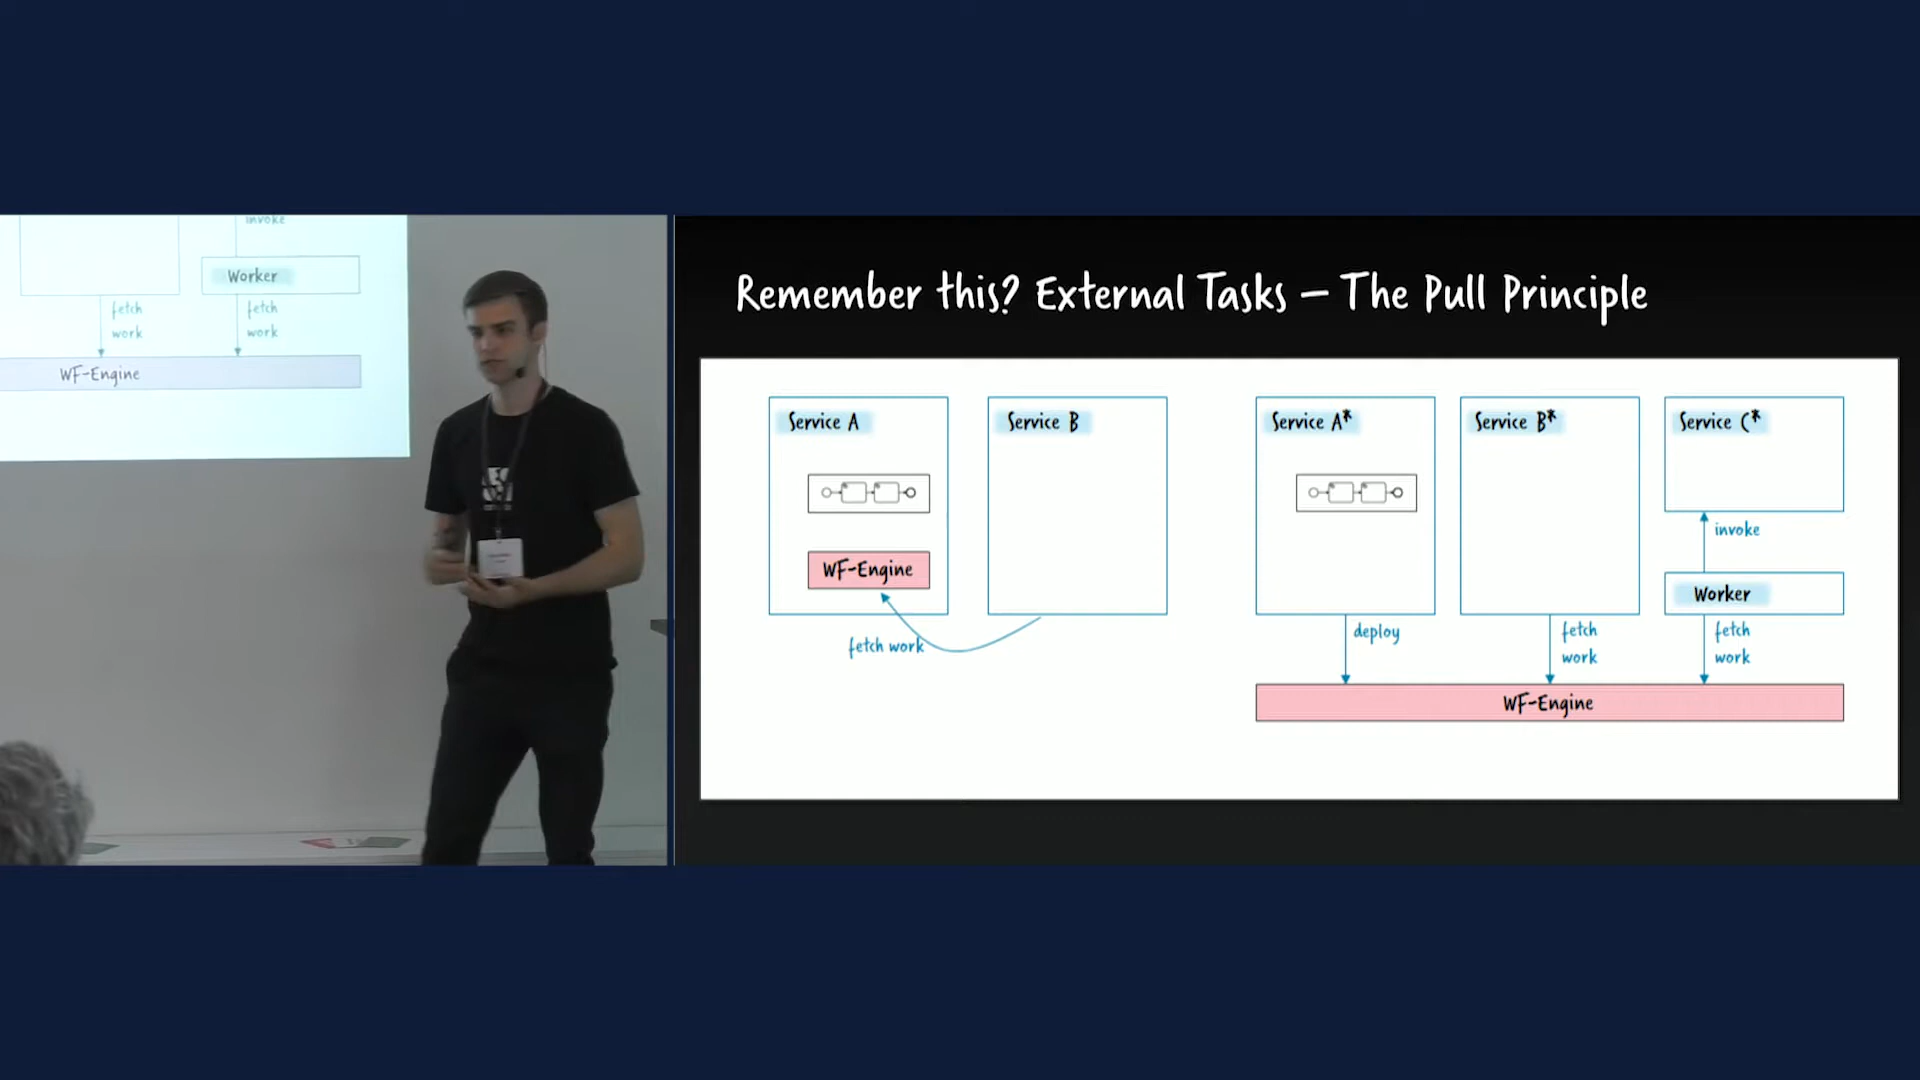 invoke
Worker
fetch
work
fetch
work
WF-Engine
Remember this? External Tasks – The Pull Principle
Service A
WF-Engine
fetch work
Service B
Service A*
deploy
Service B*
fetch
work
Service C*
invoke
Worker
fetch
work
WF-Engine